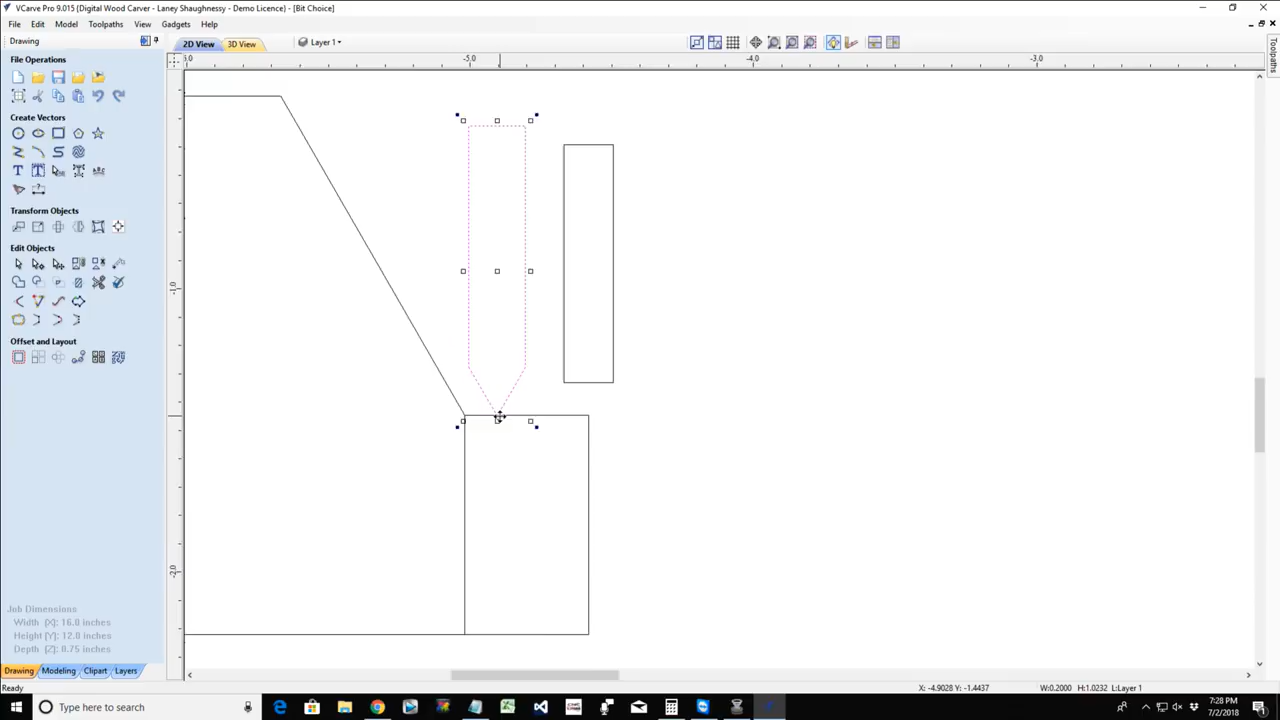 VCarve Pro 9.015 {Digital Wood Carver - Laney Shaughnessy - Demo Licence} - [Bit Choice]
File Edit Model Toolpaths View Gadgets Help
Drawing
2D View 3D View Layer 1
Toolpaths
File Operations
Create Vectors
Transform Objects
Edit Objects
Offset and Layout
-5.0 -4.0 -3.0
-1.0
-2.0
Job Dimensions
Width (X): 16.0 inches
Height (Y): 12.0 inches
Depth (Z): 0.75 inches
Drawing Modeling Clipart Layers
Ready
X: -4.9028 Y: -1.4437
W:0.2000 H:1.0232 L:Layer 1
Type here to search
7:28 PM
7/2/2018